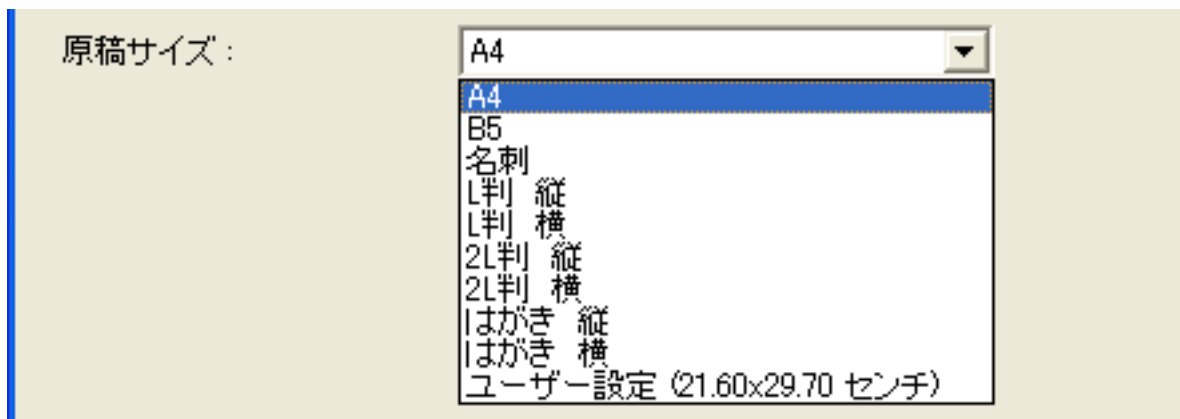 原稿サイズ： A4
A4
B5
名刺
L判 縦
L判 横
2L判 縦
2L判 横
はがき 縦
はがき 横
ユーザー設定 (21.60x29.70 センチ)